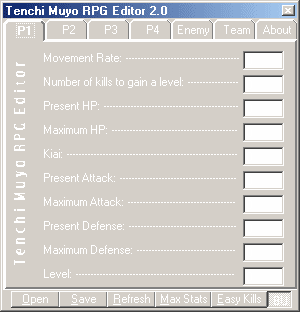 Tenchi Muyo RPG Editor 2.0
P1 P2 P3 P4 Enemy Team About
Tenchi Muyo RPG Editor
Movement Rate:
Number of kills to gain a level:
Present HP:
Maximum HP:
Kiai:
Present Attack:
Maximum Attack:
Present Defense:
Maximum Defense:
Level:
Open Save Refresh Max Stats Easy Kills All